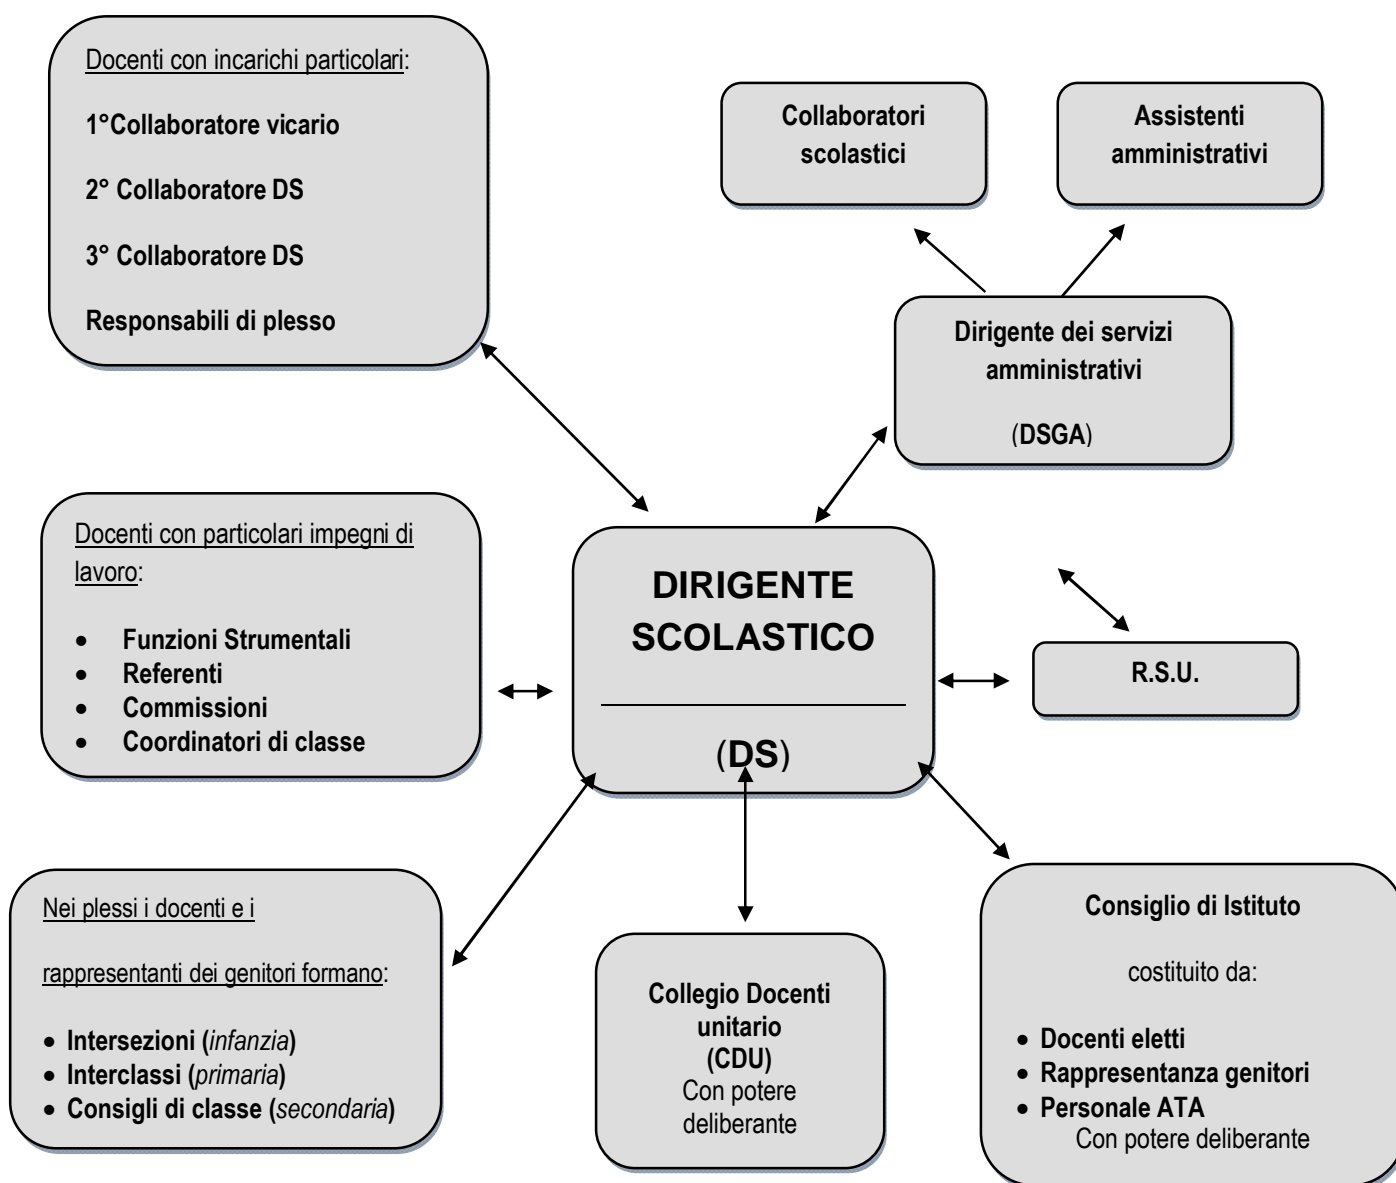 Docenti con incarichi particolari:
1°Collaboratore vicario
2° Collaboratore DS
3° Collaboratore DS
Responsabili di plesso
Collaboratori
scolastici
Assistenti
amministrativi
Dirigente dei servizi
amministrativi
(DSGA)
Docenti con particolari impegni di
lavoro:
• Funzioni Strumentali
• Referenti
• Commissioni
• Coordinatori di classe
DIRIGENTE
SCOLASTICO
(DS)
R.S.U.
Nei plessi i docenti e i
rappresentanti dei genitori formano:
• Intersezioni (infanzia)
• Interclassi (primaria)
• Consigli di classe (secondaria)
Collegio Docenti
unitario
(CDU)
Con potere
deliberante
Consiglio di Istituto
costituito da:
• Docenti eletti
• Rappresentanza genitori
• Personale ATA
Con potere deliberante